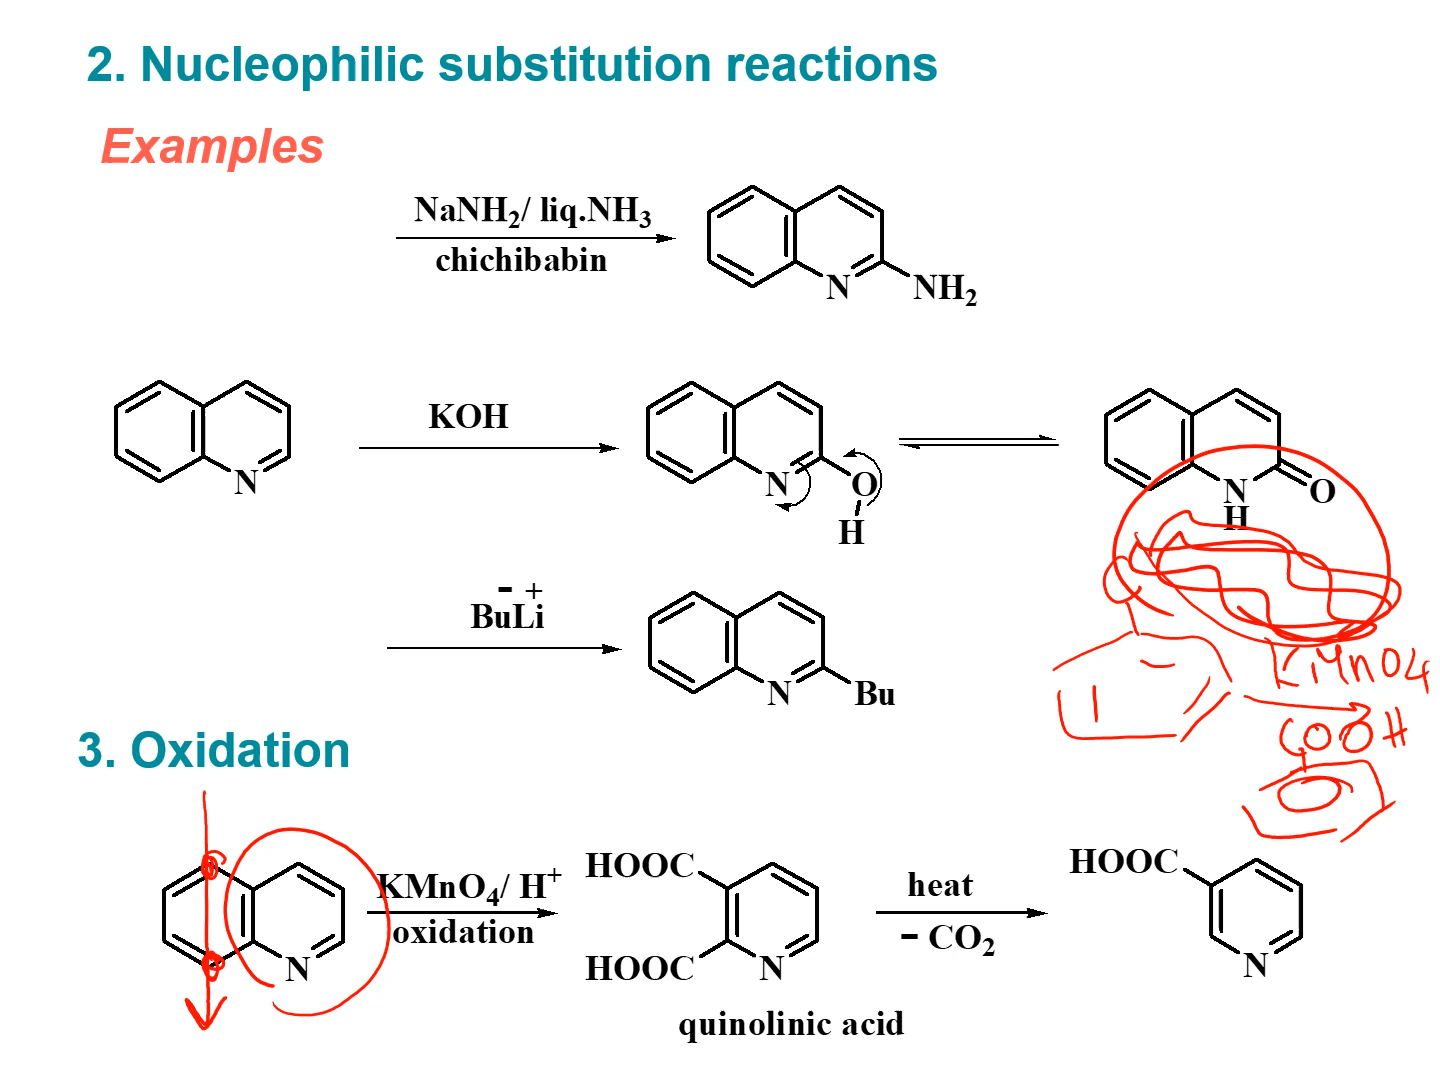 2. Nucleophilic substitution reactions
Examples
NaNH2/ liq.NH3
chichibabin
N NH2
N
KOH
N O
H
N
H O
- +
BuLi
N Bu
KMnO4
COOH
3. Oxidation
N
KMnO4/ H+
oxidation
HOOC
HOOC N
quinolinic acid
heat
- CO2
HOOC
N